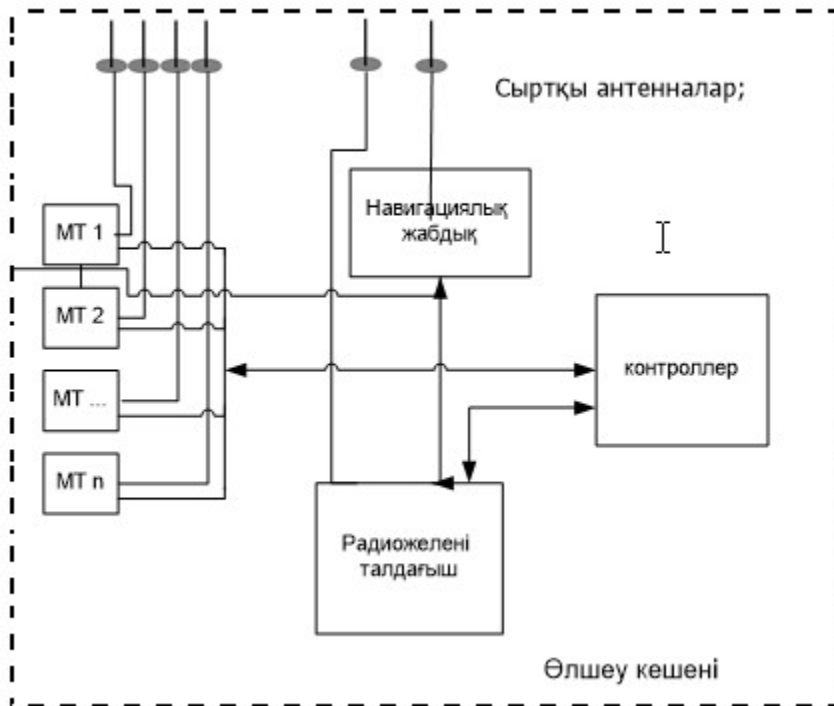 Сыртқы антенналар;
Навигациялық
жабдық
МТ 1
МТ 2
МТ ...
МТ n
контроллер
Радиожелені
талдағыш
Өлшеу кешені